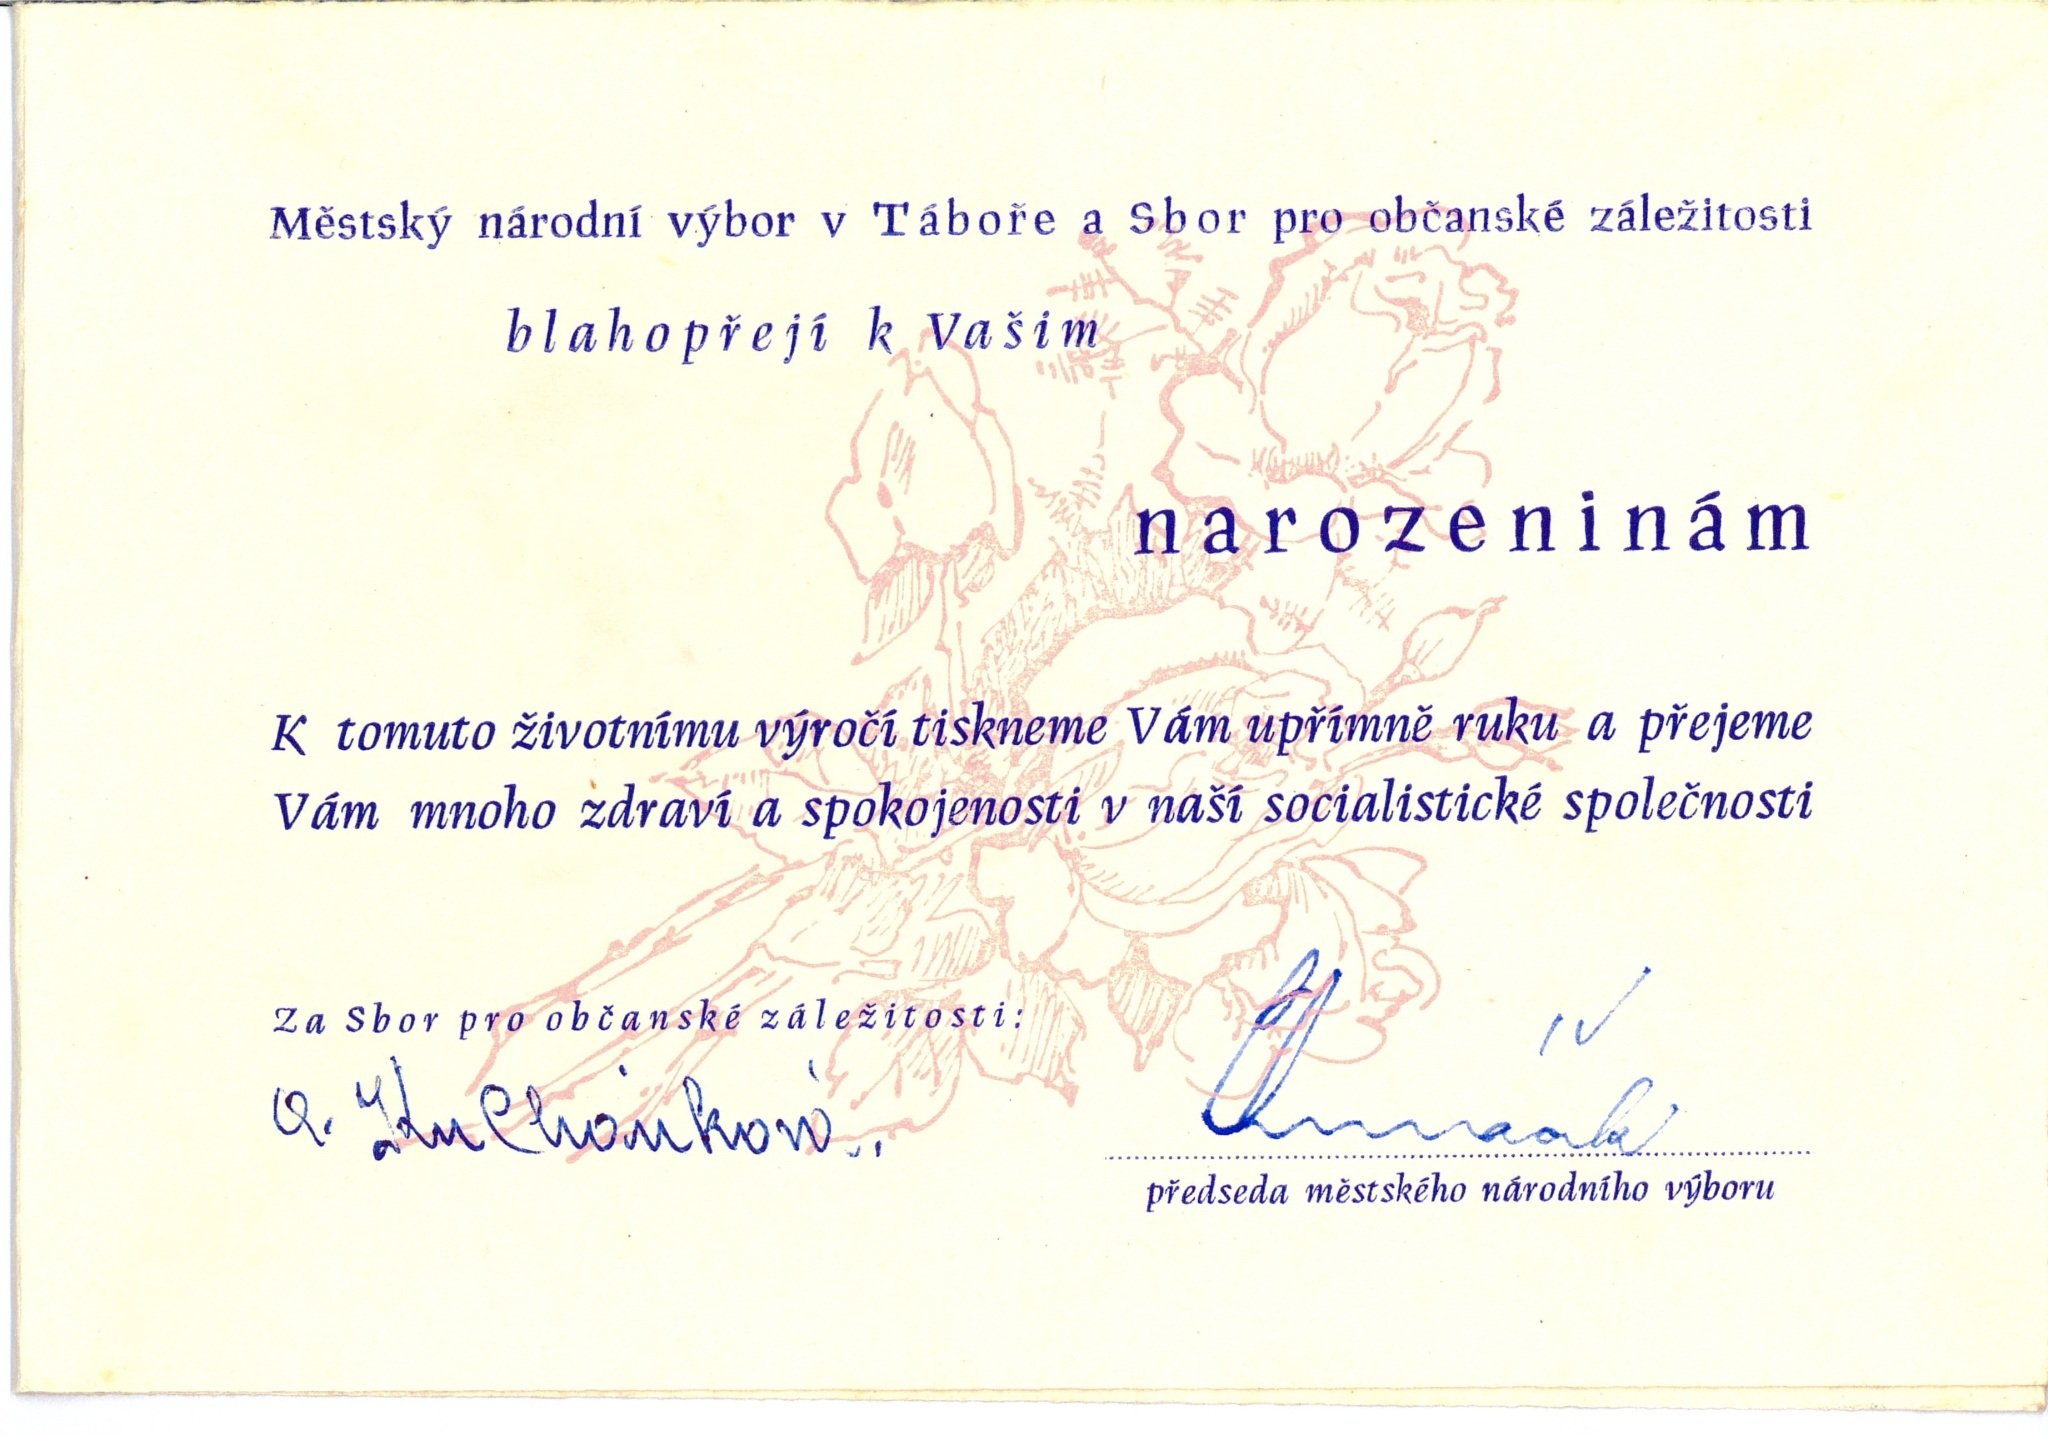 Městský národní výbor v Táboře a Sbor pro občanské záležitosti
blahopřejí k Vašim
narozeninám
K tomuto životnímu výročí tiskneme Vám upřímně ruku a přejeme
Vám mnoho zdraví a spokojenosti v naší socialistické společnosti
Za Sbor pro občanské záležitosti:
předseda městského národního výboru